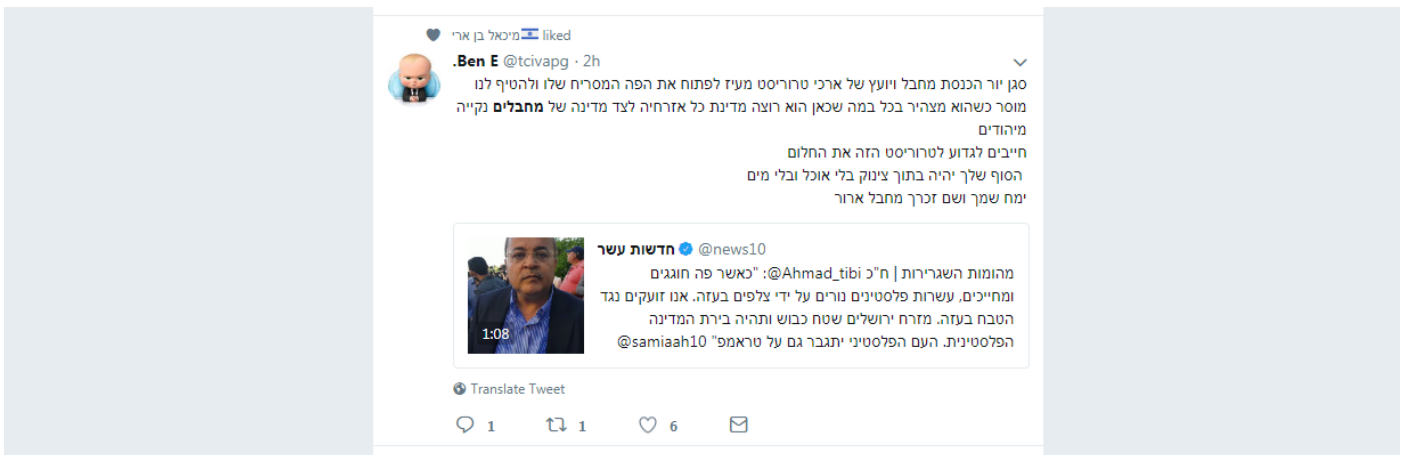 מיכאל בן ארי🇮🇱 liked
.Ben E @tcivapg · 2h
סגן יור הכנסת מחבל ויועץ של ארכי טרוריסט מעיז לפתוח את הפה המסריח שלו ולהטיף לנו
מוסר כשהוא מצהיר בכל במה שכאן הוא רוצה מדינת כל אזרחיה לצד מדינה של מחבלים נקייה
מיהודים
חייבים לגדוע לטרוריסט הזה את החלום
הסוף שלך יהיה בתוך צינוק בלי אוכל ובלי מים
ימח שמך ושם זכרך מחבל ארור
חדשות עשר @news10
מהומות השגרירות | ח"כ Ahmad_tibi@: "כאשר פה חוגגים
ומחייכים, עשרות פלסטינים נורים על ידי צלפים בעזה. אנו זועקים נגד
הטבח בעזה. מזרח ירושלים שטח כבוש ותהיה בירת המדינה
הפלסטינית. העם הפלסטיני יתגבר גם על טראמפ" samiaah10@
1:08
Translate Tweet
1 1 6